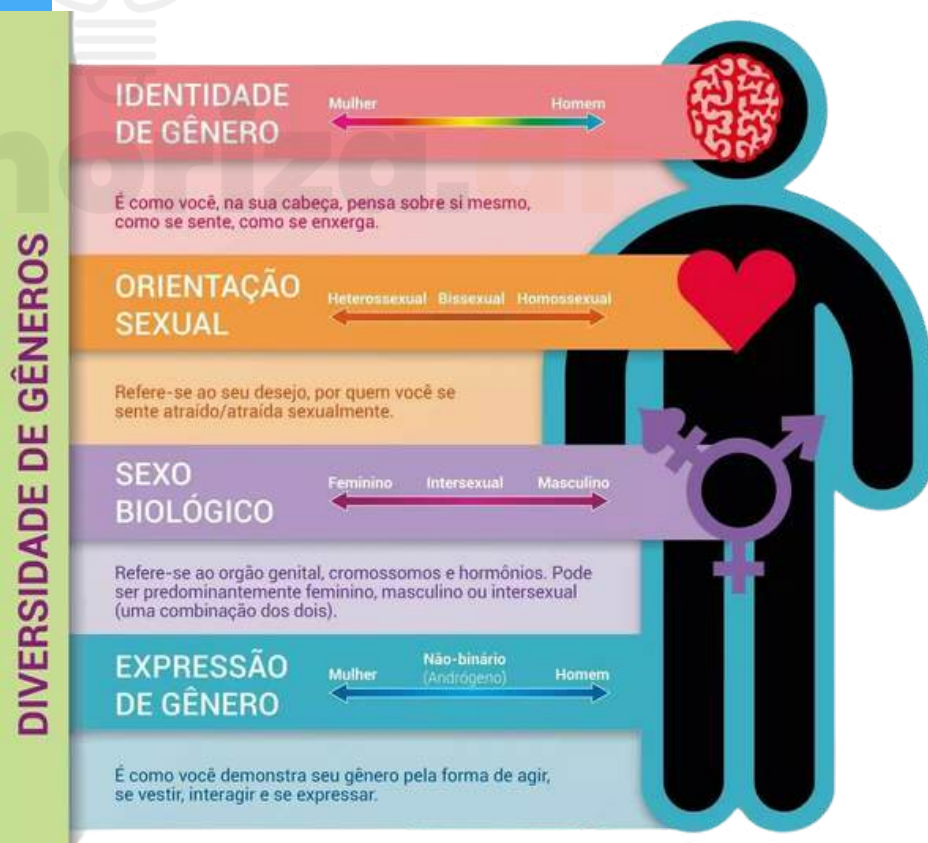 DIVERSIDADE DE GÊNEROS
IDENTIDADE
DE GÊNERO
Mulher Homem
É como você, na sua cabeça, pensa sobre si mesmo,
como se sente, como se enxerga.
ORIENTAÇÃO
SEXUAL
Heterossexual Bissexual Homossexual
Refere-se ao seu desejo, por quem você se
sente atraído/atraída sexualmente.
SEXO
BIOLÓGICO
Feminino Intersexual Masculino
Refere-se ao orgão genital, cromossomos e hormônios. Pode
ser predominantemente feminino, masculino ou intersexual
(uma combinação dos dois).
EXPRESSÃO
DE GÊNERO
Mulher Não-binário Homem
(Andrógeno)
É como você demonstra seu gênero pela forma de agir,
se vestir, interagir e se expressar.